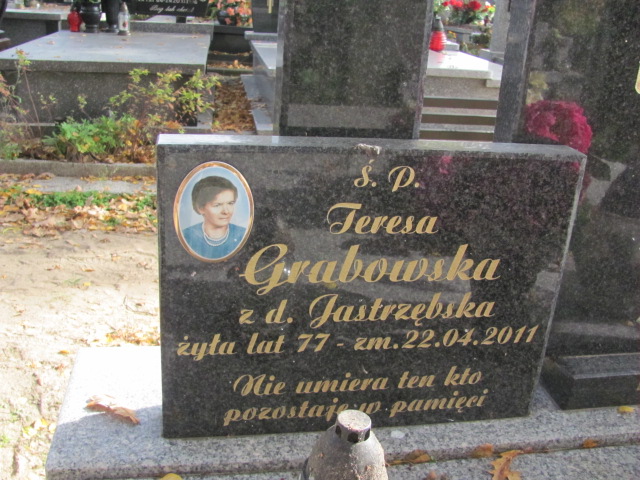 ś. p.
Teresa
Grabowska
z d. Jastrzębska
żyła lat 77 - zm. 22.04.2011
Nie umiera ten kto
pozostaje w pamięci